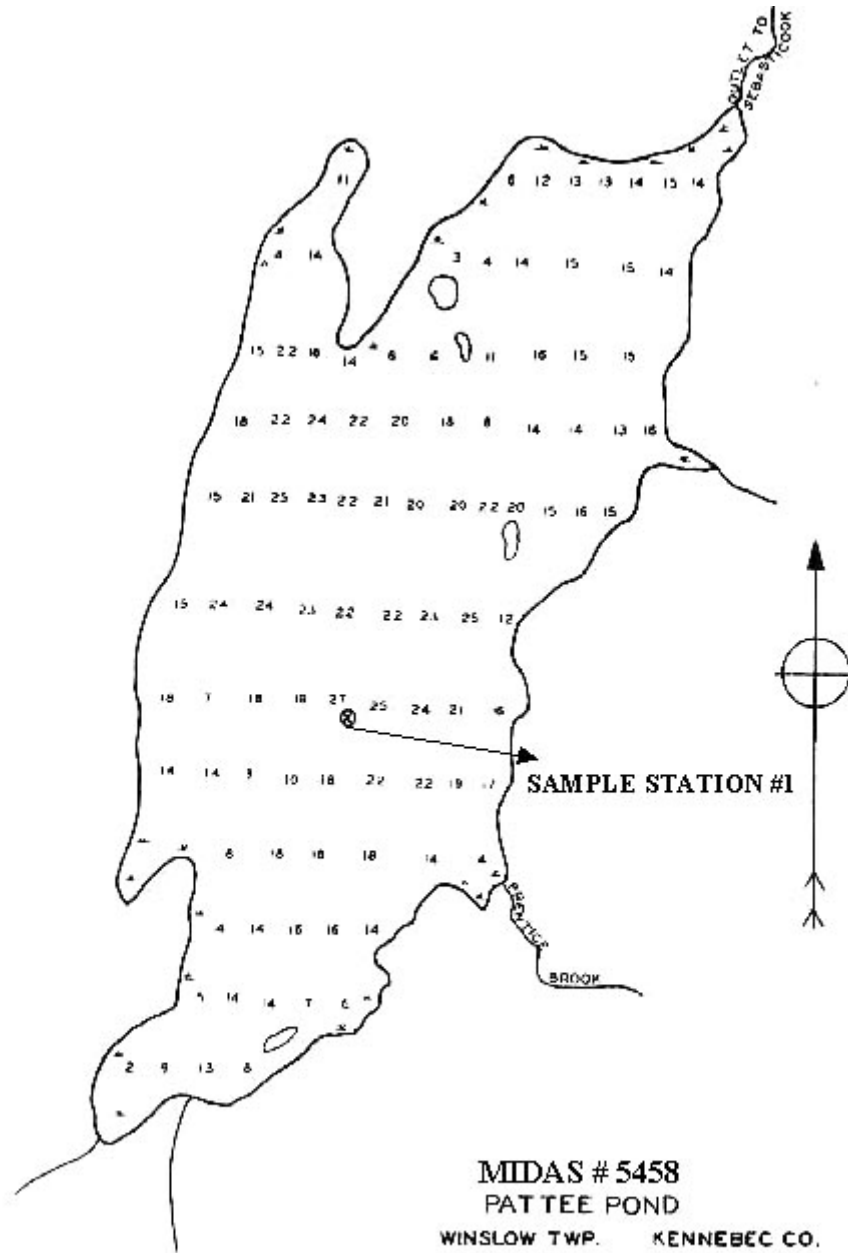 OUTLET TO
SEBASTICOOK
11
6 12 13 13 14 15 14
4 14
3 4 14 15 15 14
15 22 18 14 6 6 11 16 15 15
18 22 24 22 20 18 8 14 14 13 16
15 21 25 23 22 21 20 20 22 20 15 16 15
15 24 24 23 22 22 23 25 12
18 7 18 19 27 25 24 21 16
SAMPLE STATION #1
14 14 9 10 18 22 22 19 17
8 18 18 18 14 4
PRENTICE
BROOK
4 14 15 16 14
5 14 14 7 6
2 9 13 8
MIDAS # 5458
PATTEE POND
WINSLOW TWP. KENNEBEC CO.